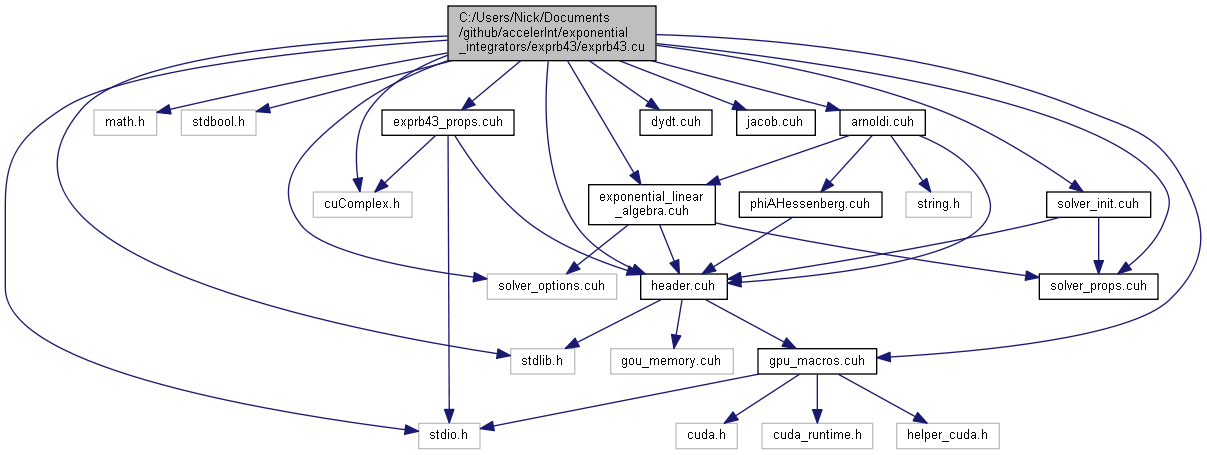 C:/Users/Nick/Documents
/github/accelerInt/exponential
_integrators/exprb43/exprb43.cu
math.h
stdbool.h
exprb43_props.cuh
dydt.cuh
jacob.cuh
arnoldi.cuh
cuComplex.h
exponential_linear
_algebra.cuh
phiAHessenberg.cuh
string.h
solver_init.cuh
solver_options.cuh
header.cuh
solver_props.cuh
stdlib.h
gou_memory.cuh
gpu_macros.cuh
stdio.h
cuda.h
cuda_runtime.h
helper_cuda.h